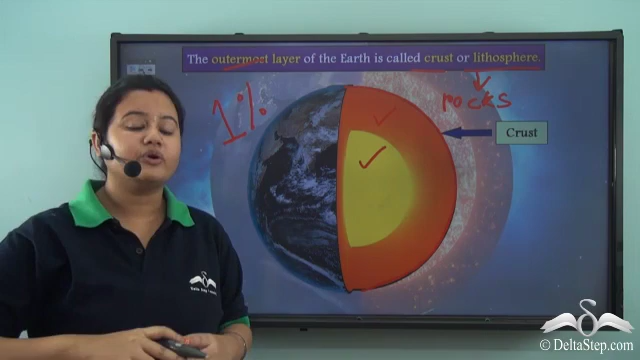 The outermost layer of the Earth is called crust or lithosphere.
1%
rocks
Crust
© DeltaStep.com